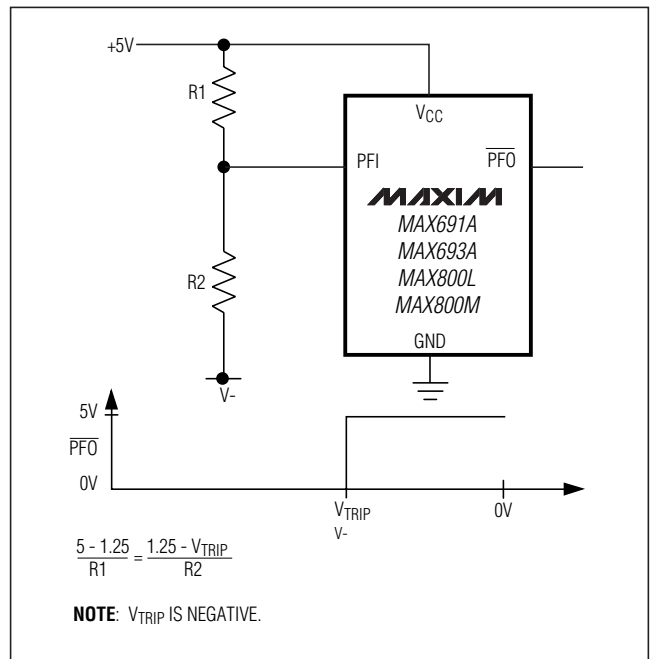 +5V
R1
VCC
PFI
PFO
MAXIM
MAX691A
MAX693A
MAX800L
MAX800M
R2
GND
V-
5V
PFO
0V
VTRIP
0V
V-
5 - 1.25 = 1.25 - VTRIP
R1 R2
NOTE: VTRIP IS NEGATIVE.